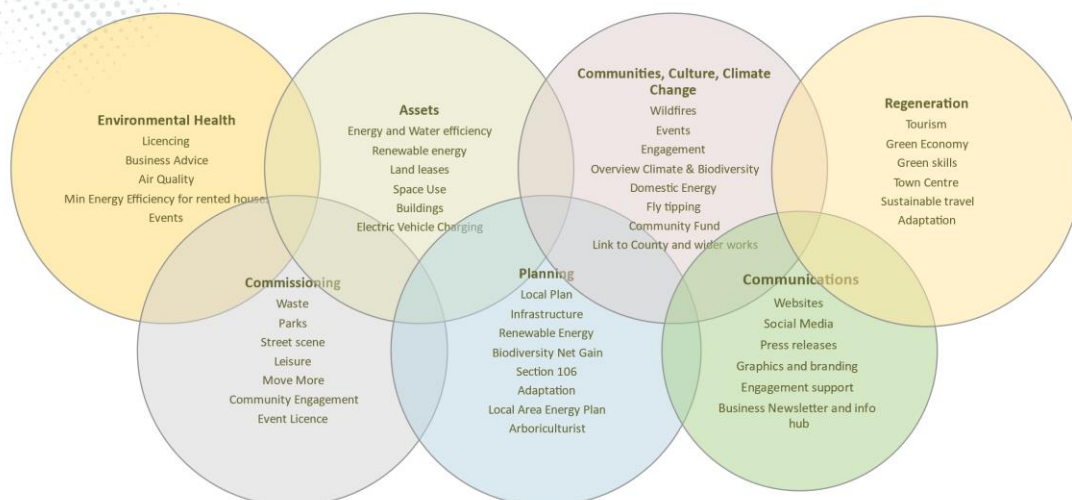 Environmental Health
Licencing
Business Advice
Air Quality
Min Energy Efficiency for rented houses
Events
Assets
Energy and Water efficiency
Renewable energy
Land leases
Space Use
Buildings
Electric Vehicle Charging
Communities, Culture, Climate
Change
Wildfires
Events
Engagement
Overview Climate & Biodiversity
Domestic Energy
Fly tipping
Community Fund
Link to County and wider works
Regeneration
Tourism
Green Economy
Green skills
Town Centre
Sustainable travel
Adaptation
Commissioning
Waste
Parks
Street scene
Leisure
Move More
Community Engagement
Event Licence
Planning
Local Plan
Infrastructure
Renewable Energy
Biodiversity Net Gain
Section 106
Adaptation
Local Area Energy Plan
Arboriculturist
Communications
Websites
Social Media
Press releases
Graphics and branding
Engagement support
Business Newsletter and info
hub